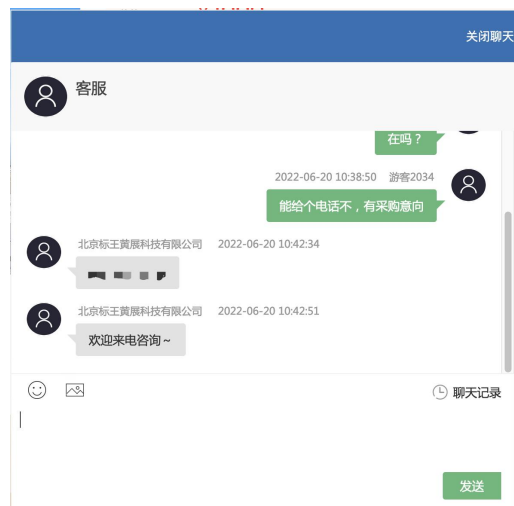 关闭聊天
客服
在吗？
2022-06-20 10:38:50 游客2034
能给个电话不，有采购意向
北京标王黄展科技有限公司 2022-06-20 10:42:34
北京标王黄展科技有限公司 2022-06-20 10:42:51
欢迎来电咨询~
聊天记录
发送